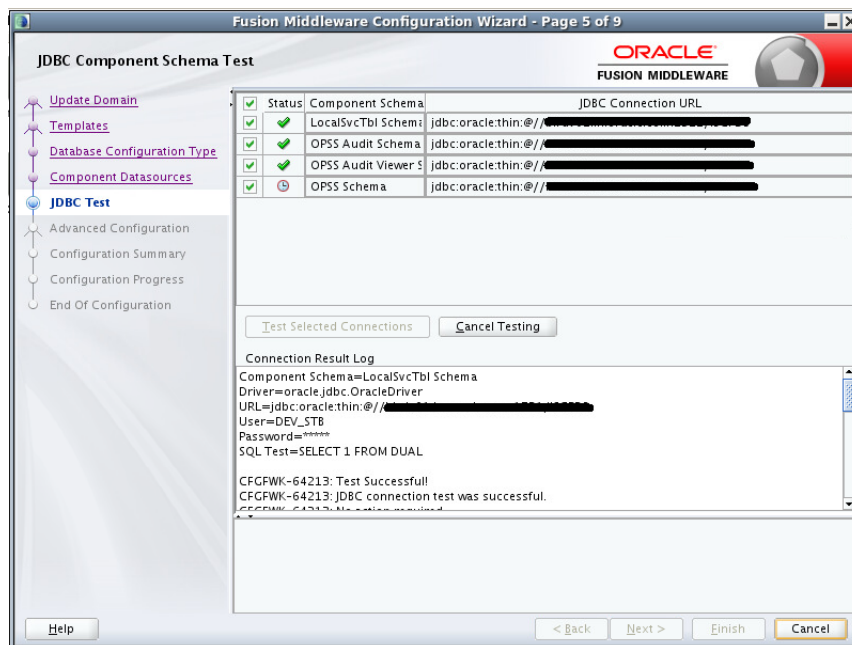 Fusion Middleware Configuration Wizard - Page 5 of 9
JDBC Component Schema Test
ORACLE
FUSION MIDDLEWARE
Update Domain
Templates
Database Configuration Type
Component Datasources
JDBC Test
Advanced Configuration
Configuration Summary
Configuration Progress
End Of Configuration
Status Component Schema JDBC Connection URL
LocalSvcTbl Schema jdbc:oracle:thin:@//
OPSS Audit Schema jdbc:oracle:thin:@//
OPSS Audit Viewer S jdbc:oracle:thin:@//
OPSS Schema jdbc:oracle:thin:@//
Test Selected Connections Cancel Testing
Connection Result Log
Component Schema=LocalSvcTbl Schema
Driver=oracle.jdbc.OracleDriver
URL=jdbc:oracle:thin:@//
User=DEV_STB
Password=*****
SQL Test=SELECT 1 FROM DUAL
CFGFWK-64213: Test Successful!
CFGFWK-64213: JDBC connection test was successful.
CFGFWK-64213: No action required
Help < Back Next > Finish Cancel